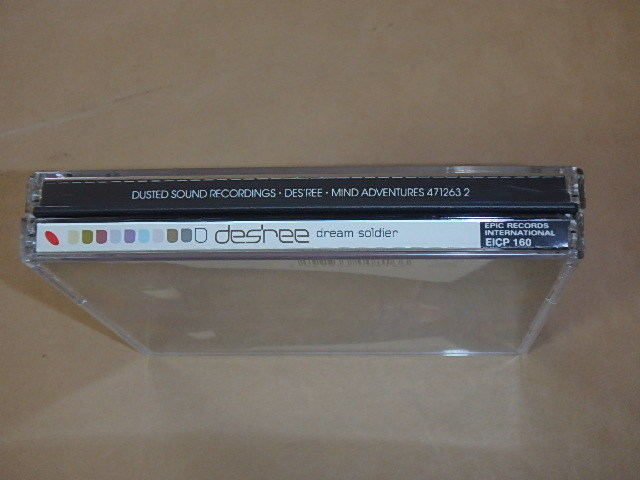 DUSTED SOUND RECORDINGS · DES'REE · MIND ADVENTURES 471263 2
des'ree dream soldier
EPIC RECORDS
INTERNATIONAL
EICP 160